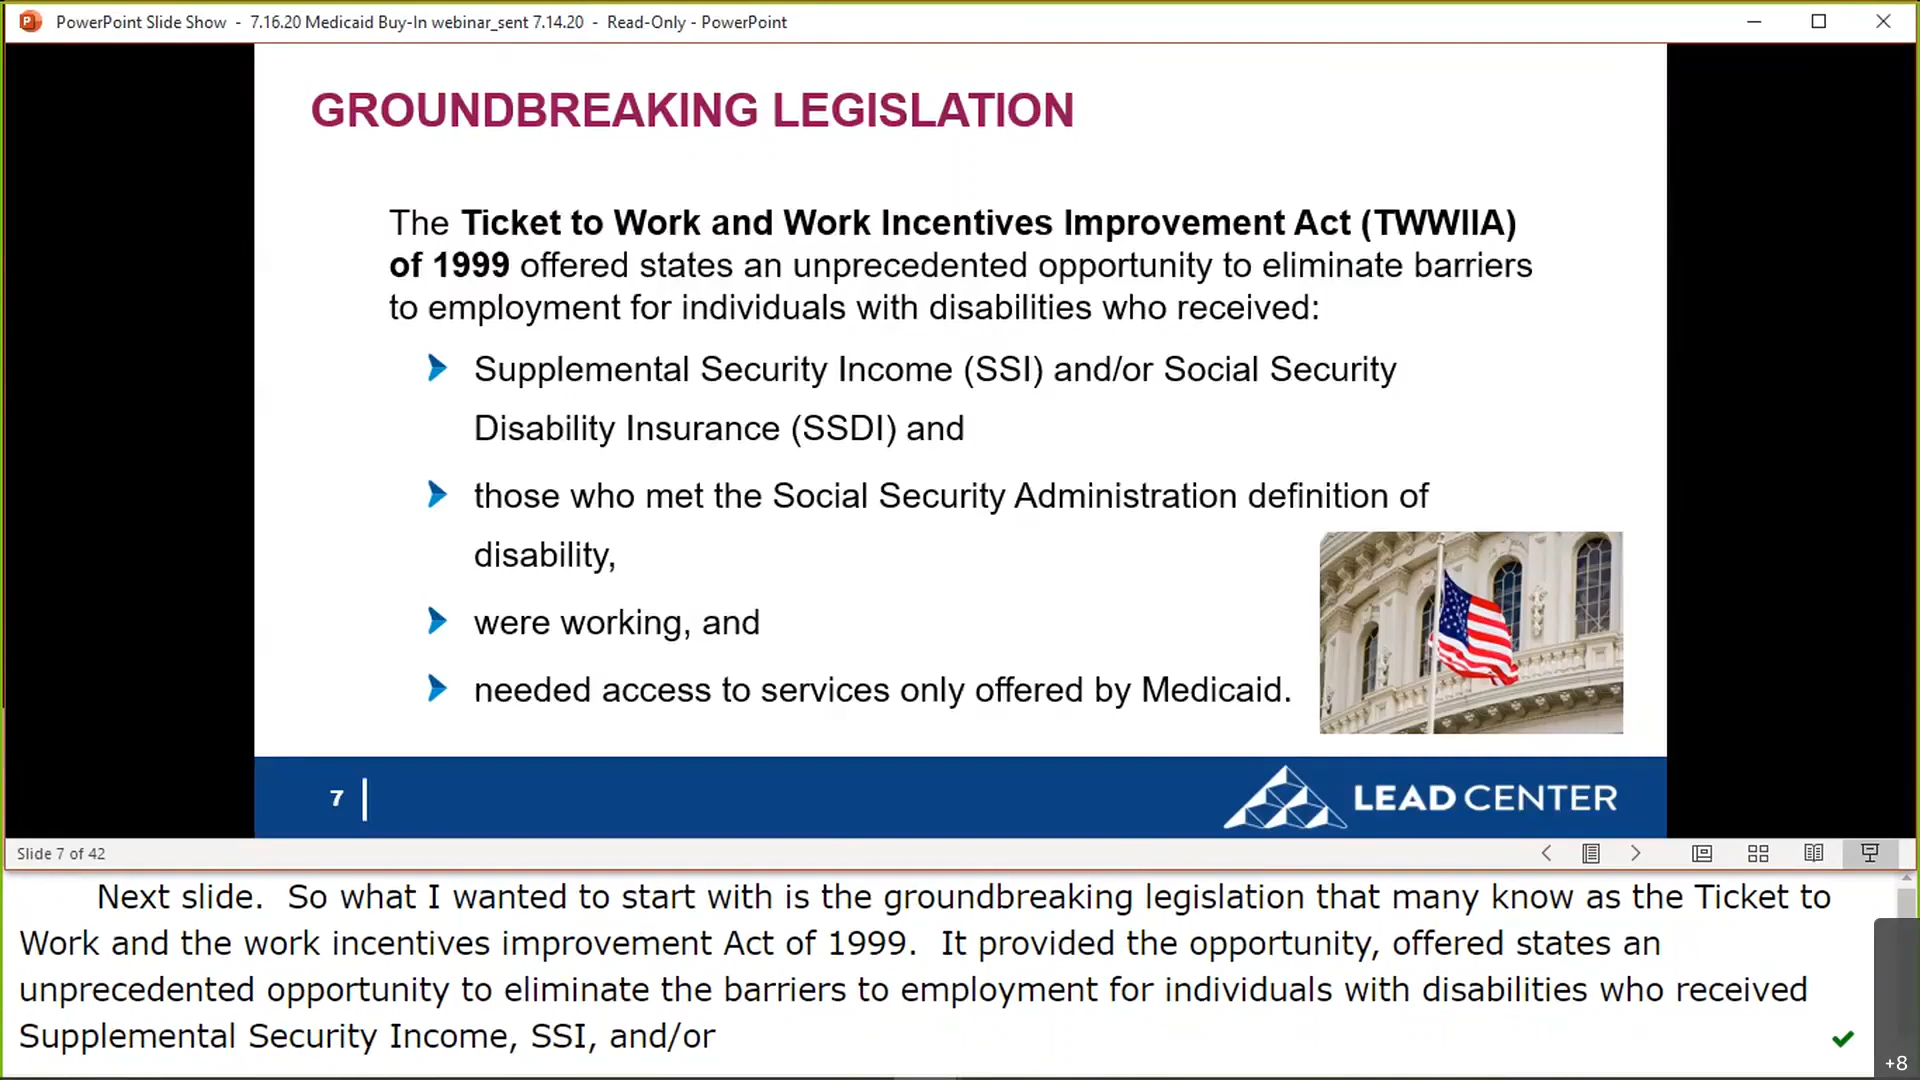 PowerPoint Slide Show - 7.16.20 Medicaid Buy-In webinar_sent 7.14.20 - Read-Only - PowerPoint
GROUNDBREAKING LEGISLATION
The Ticket to Work and Work Incentives Improvement Act (TWWIIA)
of 1999 offered states an unprecedented opportunity to eliminate barriers
to employment for individuals with disabilities who received:
Supplemental Security Income (SSI) and/or Social Security
Disability Insurance (SSDI) and
those who met the Social Security Administration definition of
disability,
were working, and
needed access to services only offered by Medicaid.
7
LEAD CENTER
Slide 7 of 42
Next slide. So what I wanted to start with is the groundbreaking legislation that many know as the Ticket to
Work and the work incentives improvement Act of 1999. It provided the opportunity, offered states an
unprecedented opportunity to eliminate the barriers to employment for individuals with disabilities who received
Supplemental Security Income, SSI, and/or
+8